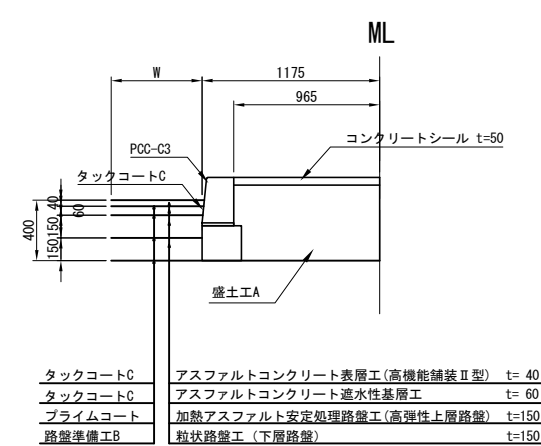 ML
W
1175
965
PCC-C3
コンクリートシール t=50
タックコートC
400
40
60
150
150
盛土工A
タックコートC アスファルトコンクリート表層工(高機能舗装Ⅱ型) t= 40
タックコートC アスファルトコンクリート遮水性基層工 t= 60
プライムコート 加熱アスファルト安定処理路盤工(高弾性上層路盤) t=150
路盤準備工B 粒状路盤工（下層路盤） t=150